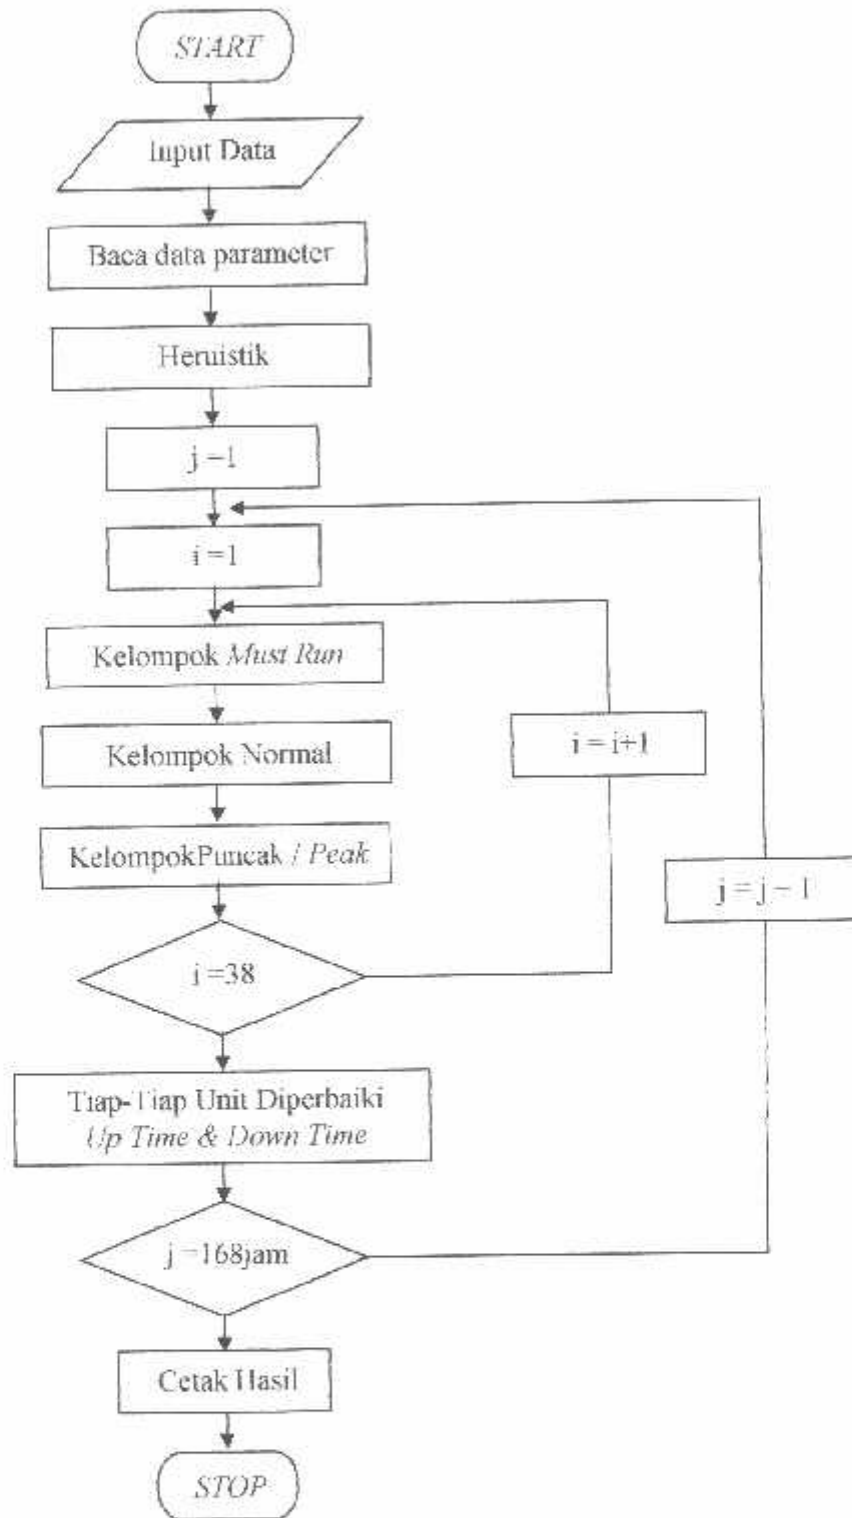 START
Input Data
Baca data parameter
Heruistik
j =1
i =1
Kelompok Must Run
Kelompok Normal
i = i+1
KelompokPuncak / Peak
j = j – 1
j =38
Tiap-Tiap Unit Diperbaiki
Up Time & Down Time
j =168jam
Cetak Hasil
STOP